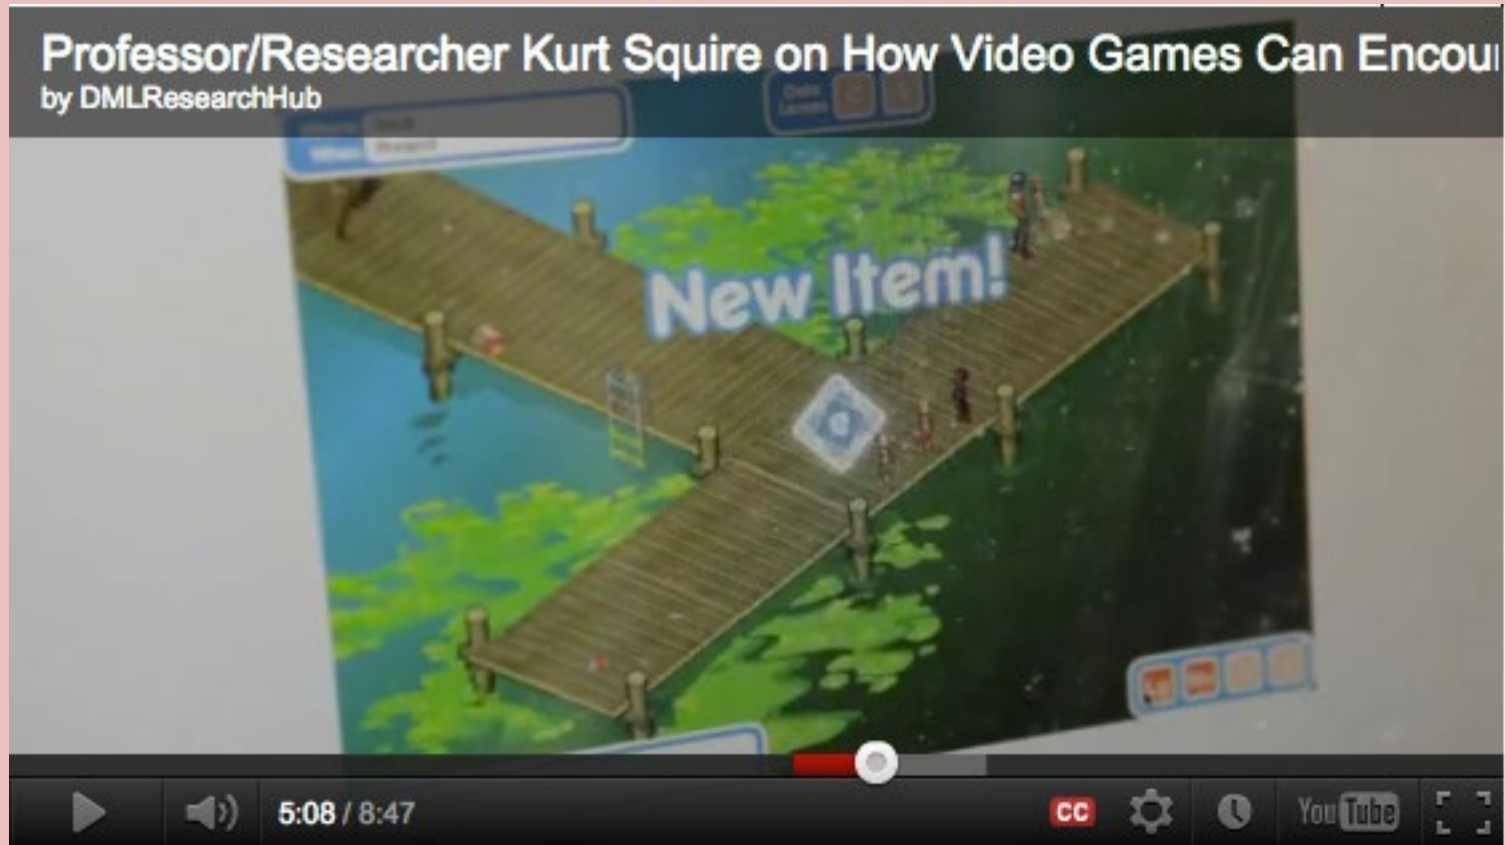 Professor/Researcher Kurt Squire on How Video Games Can Encou
by DMLResearchHub
New Item!
5:08 / 8:47
CC
YouTube